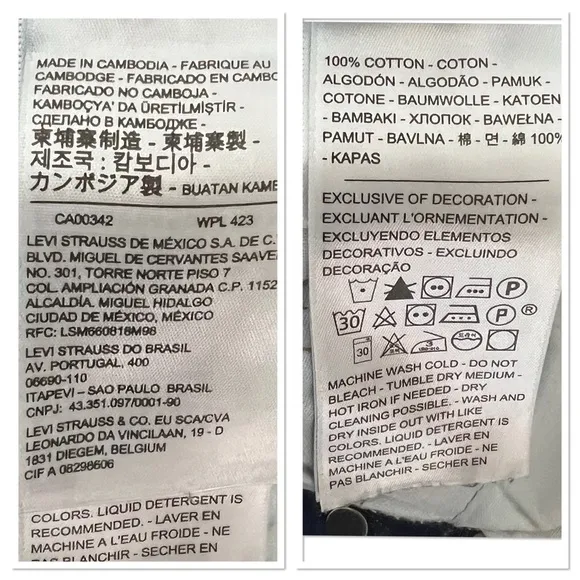 MADE IN CAMBODIA - FABRIQUE AU
CAMBODGE - FABRICADO EN CAMBO
FABRICADO NO CAMBOJA -
KAMBOÇYA' DA ÜRETİLMİŞTİR -
СДЕЛАНО В КАМБОДЖЕ -
柬埔寨制造 - 柬埔寨製 -
제조국 : 캄보디아 -
カンボジア製 - BUATAN KAME
CA00342 WPL 423
LEVI STRAUSS DE MÉXICO S.A. DE C.
BLVD. MIGUEL DE CERVANTES SAAVE
NO. 301, TORRE NORTE PISO 7
COL. AMPLIACIÓN GRANADA C.P. 1152
ALCALDÍA. MIGUEL HIDALGO
CIUDAD DE MÉXICO, MÉXICO
RFC: LSM660818M98
LEVI STRAUSS DO BRASIL
AV. PORTUGAL, 400
06690-110
ITAPEVI – SAO PAULO BRASIL
CNPJ: 43.351.097/0001-90
LEVI STRAUSS & CO. EU SCA/CVA
LEONARDO DA VINCILAAN, 19 - D
1831 DIEGEM, BELGIUM
CIF A 08298606
COLORS. LIQUID DETERGENT IS
RECOMMENDED. - LAVER EN
MACHINE A L'EAU FROIDE - NE
PAS BLANCHIR - SECHER EN
100% COTTON - COTON -
ALGODÓN - ALGODÃO - PAMUK -
COTONE - BAUMWOLLE - KATOEN
- BAMBAKI - ХЛОПОК - BAWEŁNA -
PAMUT - BAVLNA - 棉 - 면 - 綿 100%
- KAPAS
EXCLUSIVE OF DECORATION -
EXCLUANT L'ORNEMENTATION -
EXCLUYENDO ELEMENTOS
DECORATIVOS - EXCLUINDO
DECORAÇÃO
P
30 P ®
30
MACHINE WASH COLD - DO NOT
BLEACH - TUMBLE DRY MEDIUM -
HOT IRON IF NEEDED - DRY
CLEANING POSSIBLE. - WASH AND
DRY INSIDE OUT WITH LIKE
COLORS. LIQUID DETERGENT IS
RECOMMENDED. - LAVER EN
MACHINE A L'EAU FROIDE - NE
PAS BLANCHIR - SECHER EN